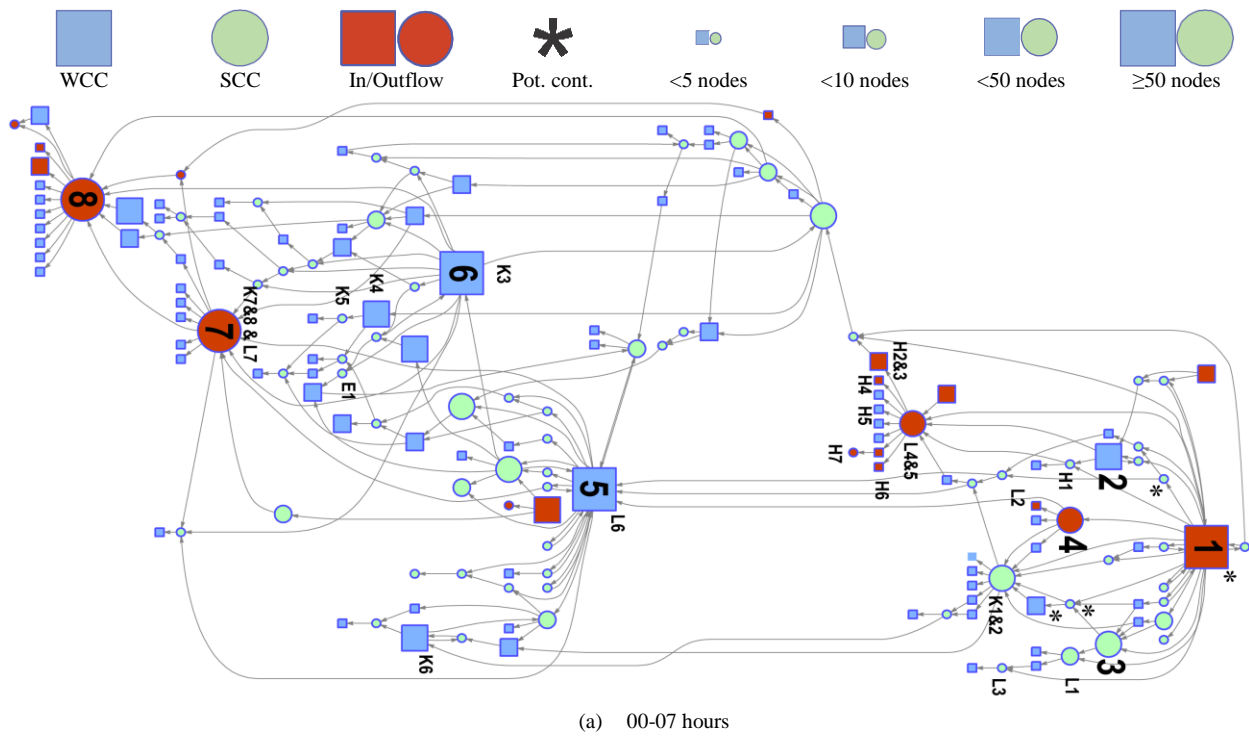 WCC SCC In/Outflow Pot. cont. <5 nodes <10 nodes <50 nodes ≥50 nodes
8
6
K3
K4
K5
K7&8 & L7
7
E1
H2&3
H4
H5
L4&5
H7
H6
2
H1
L2
*
5
L6
4
1
*
K1&2
*
*
3
K6
L1
L3
(a) 00-07 hours